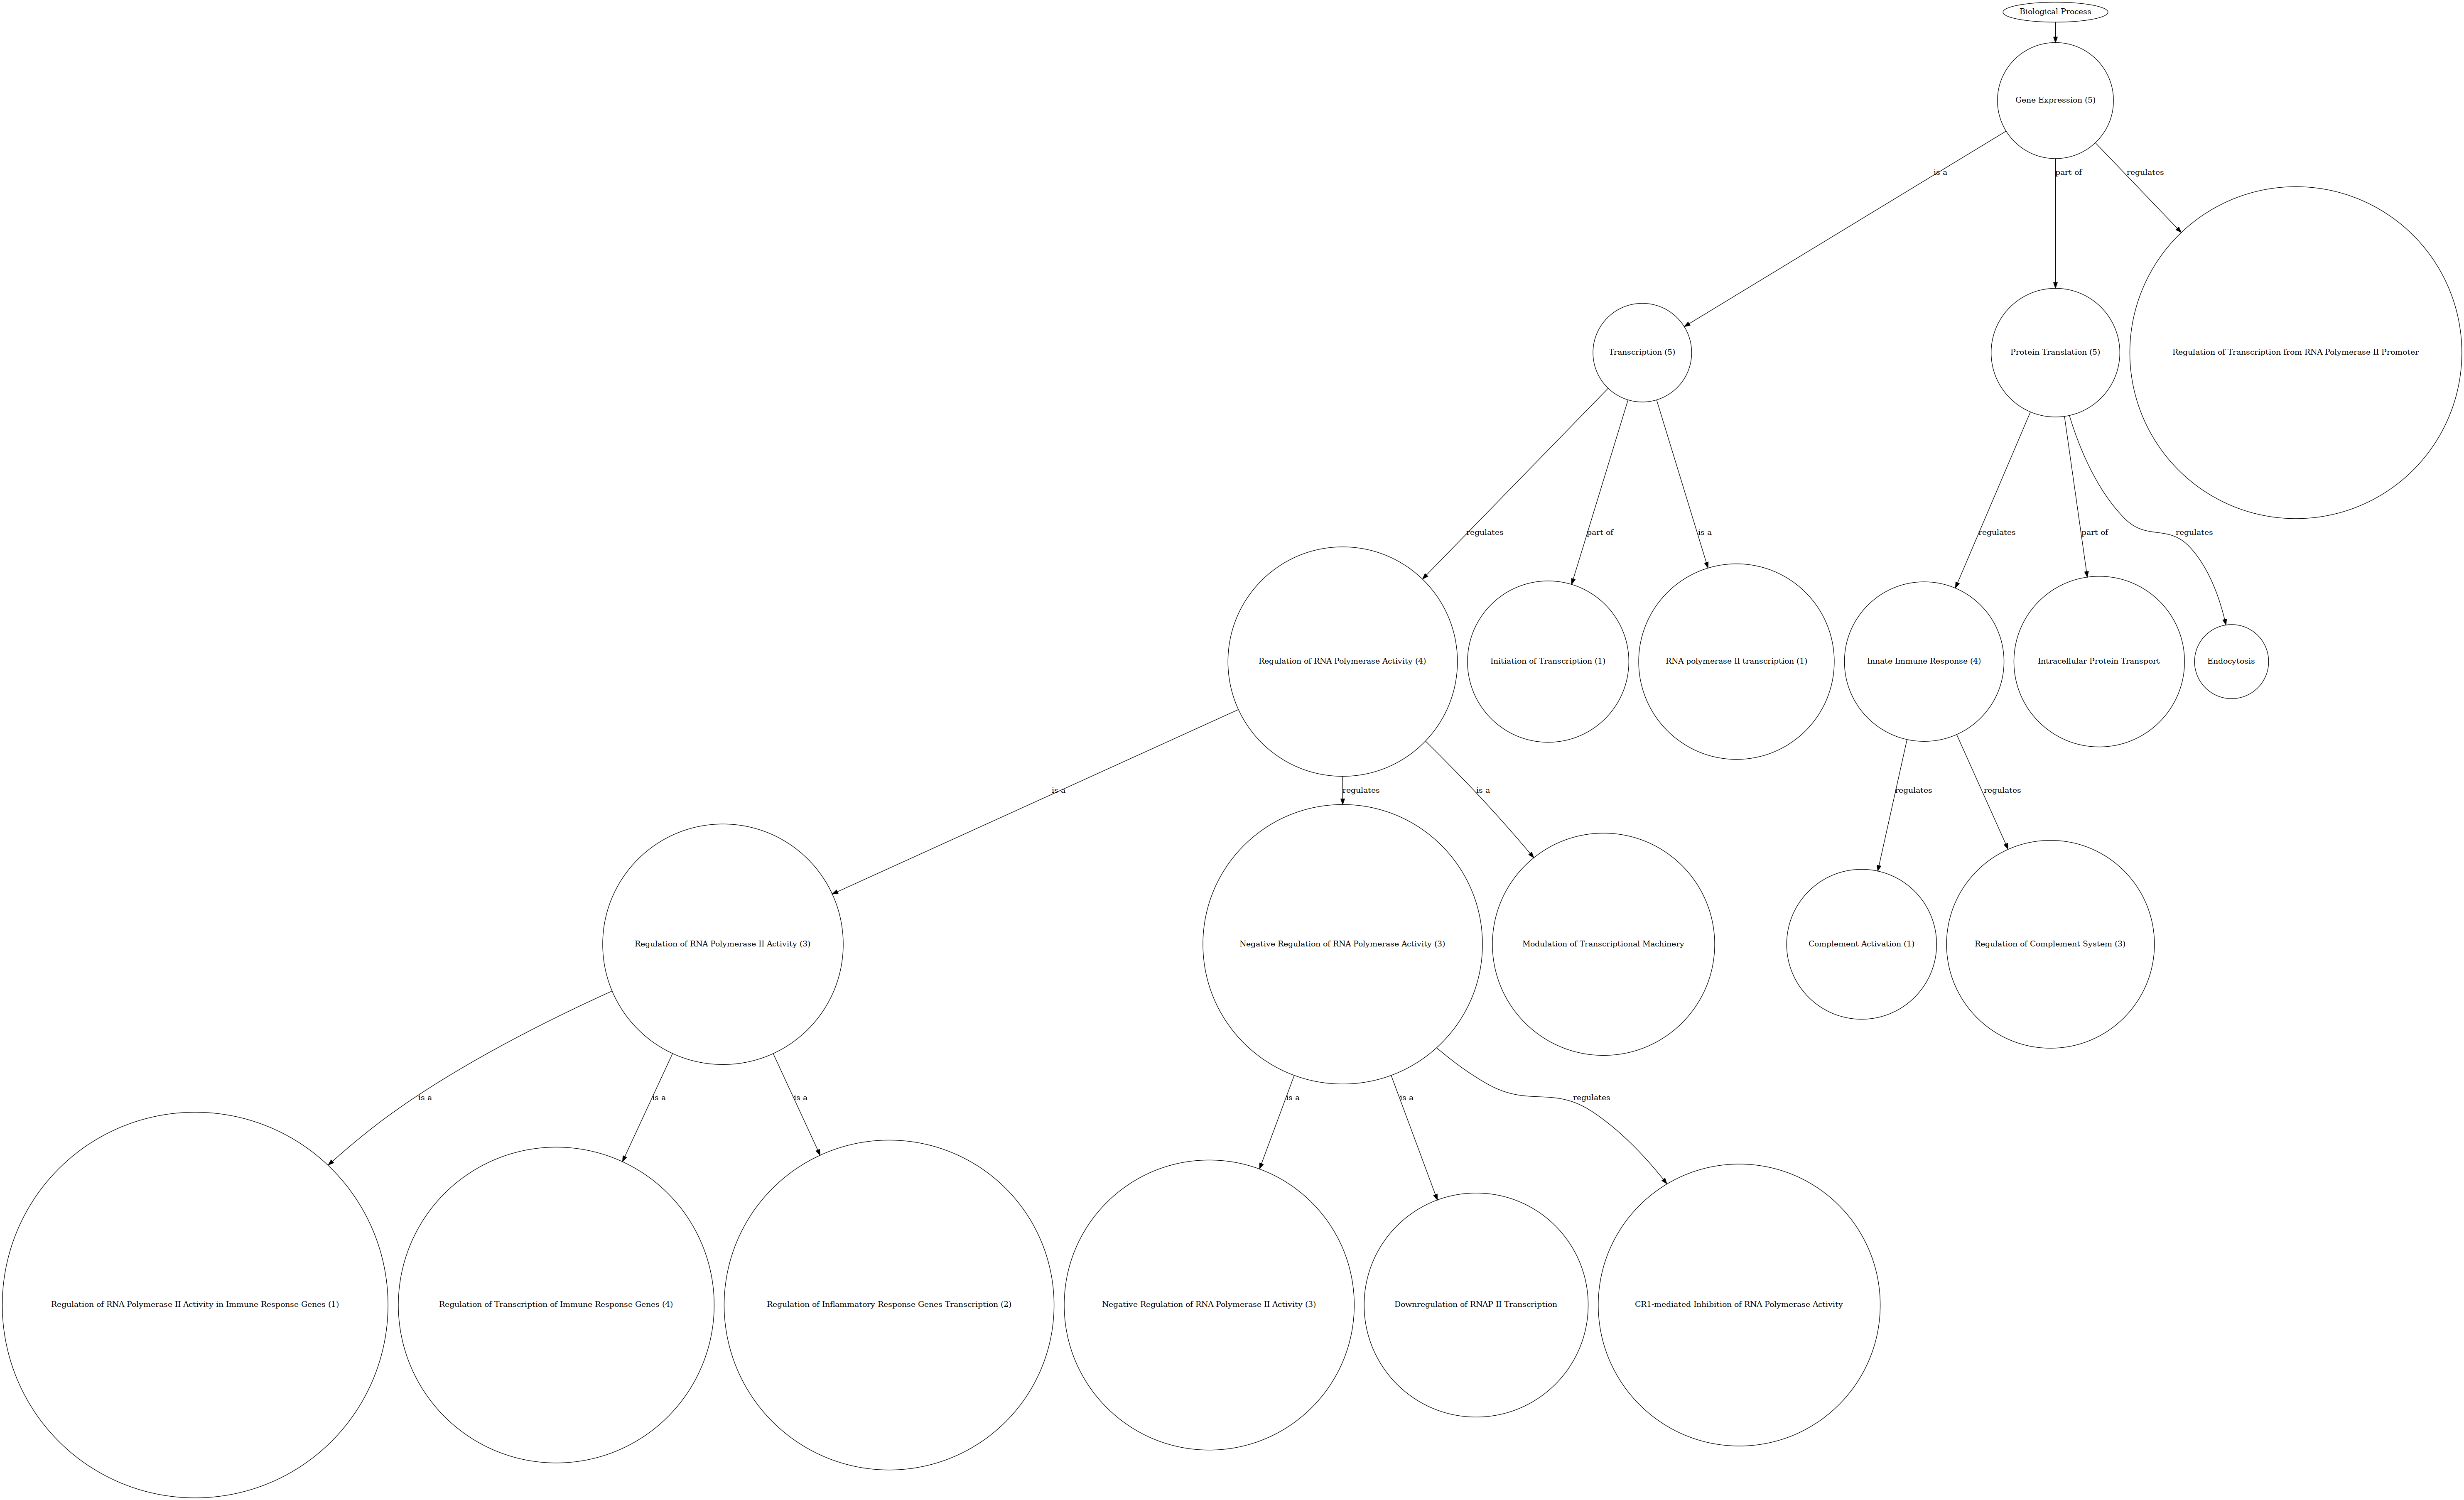 Biological Process
Gene Expression (5)
is a
part of
regulates
Transcription (5)
Protein Translation (5)
Regulation of Transcription from RNA Polymerase II Promoter
regulates
part of
is a
regulates
part of
regulates
Regulation of RNA Polymerase Activity (4)
Initiation of Transcription (1)
RNA polymerase II transcription (1)
Innate Immune Response (4)
Intracellular Protein Transport
Endocytosis
is a
regulates
is a
regulates
regulates
Regulation of RNA Polymerase II Activity (3)
Negative Regulation of RNA Polymerase Activity (3)
Modulation of Transcriptional Machinery
Complement Activation (1)
Regulation of Complement System (3)
is a
is a
is a
is a
is a
regulates
Regulation of RNA Polymerase II Activity in Immune Response Genes (1)
Regulation of Transcription of Immune Response Genes (4)
Regulation of Inflammatory Response Genes Transcription (2)
Negative Regulation of RNA Polymerase II Activity (3)
Downregulation of RNAP II Transcription
CR1-mediated Inhibition of RNA Polymerase Activity